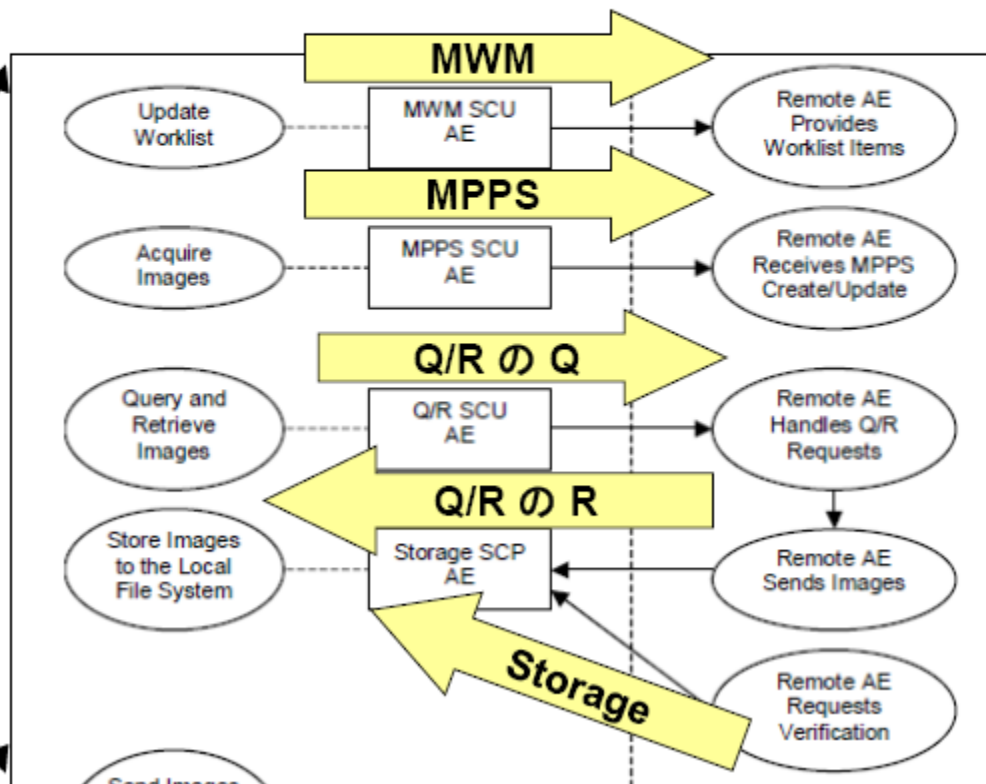 MWM
Update
Worklist
MWM SCU
AE
Remote AE
Provides
Worklist Items
MPPS
Acquire
Images
MPPS SCU
AE
Remote AE
Receives MPPS
Create/Update
Q/R の Q
Query and
Retrieve
Images
Q/R SCU
AE
Remote AE
Handles Q/R
Requests
Q/R の R
Store Images
to the Local
File System
Storage SCP
AE
Remote AE
Sends Images
Storage
Remote AE
Requests
Verification
Send Images